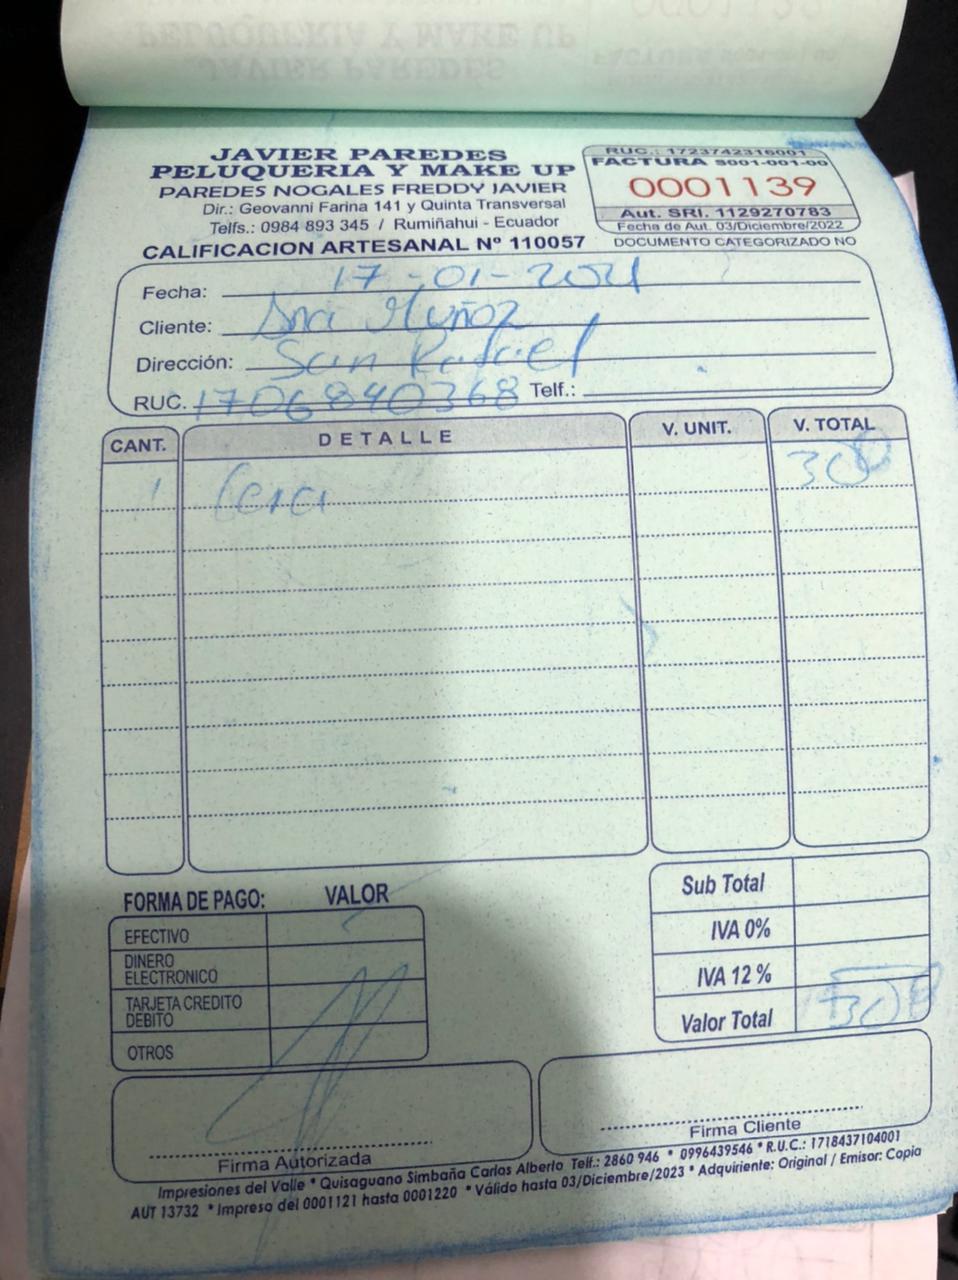 JAVIER PAREDES
PELUQUERIA Y MAKE UP
PAREDES NOGALES FREDDY JAVIER
Dir.: Geovanni Farina 141 y Quinta Transversal
Telfs.: 0984 893 345 / Rumiñahui - Ecuador
CALIFICACION ARTESANAL Nº 110057
RUC.: 1723742316001
FACTURA S001-001-00
0001139
Aut. SRI. 1129270783
Fecha de Aut. 03/Diciembre/2022
DOCUMENTO CATEGORIZADO NO
Fecha: 17-01-
Cliente: Muñoz
Dirección: San Rafael
RUC. 1706840368 Telf.:
CANT. DETALLE V. UNIT. V. TOTAL
1 30
FORMA DE PAGO: VALOR
EFECTIVO
DINERO
ELECTRONICO
TARJETA CREDITO
DEBITO
OTROS
Sub Total
IVA 0%
IVA 12 %
Valor Total 30
Firma Autorizada
Firma Cliente
Impresiones del Valle * Quisaguano Simbaña Carlos Alberto Telf.: 2860 946 * 0996439546 * R.U.C.: 1718437104001
AUT 13732 * Impreso del 0001121 hasta 0001220 * Válido hasta 03/Diciembre/2023 * Adquiriente: Original / Emisor: Copia